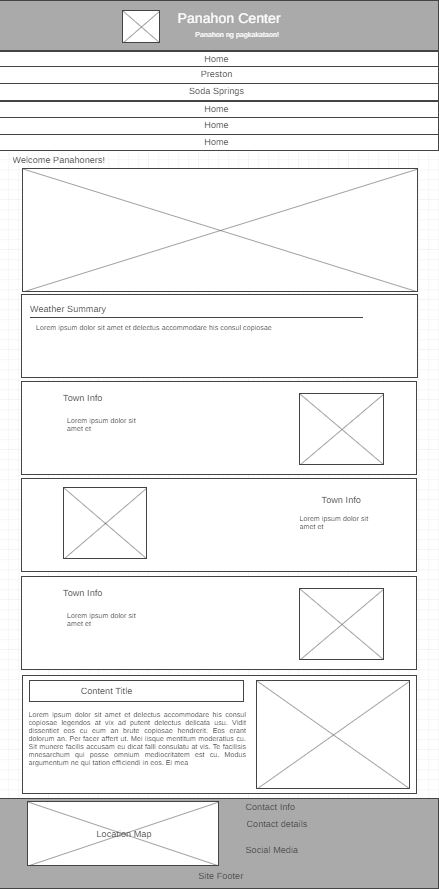 Panahon Center
Panahon ng pagkakataon!
Home
Preston
Soda Springs
Home
Home
Home
Welcome Panahoners!
Weather Summary
Lorem ipsum dolor sit amet et delectus accommodare his consul copiosae
Town Info
Lorem ipsum dolor sit
amet et
Town Info
Lorem ipsum dolor sit
amet et
Town Info
Lorem ipsum dolor sit
amet et
Content Title
Lorem ipsum dolor sit amet et delectus accommodare his consul
copiosae legendos at vix ad putent delectus delicata usu. Vidit
dissentiet eos cu eum an brute copiosae hendrerit. Eos erant
dolorum an. Per facer affert ut. Mei iisque mentitum moderatius cu.
Sit munere facilis accusam eu dicat falli consulatu at vis. Te facilisis
mnesarchum qui posse omnium mediocritatem est cu. Modus
argumentum ne qui tation efficiendi in eos. Ei mea
Location Map
Contact Info
Contact details
Social Media
Site Footer